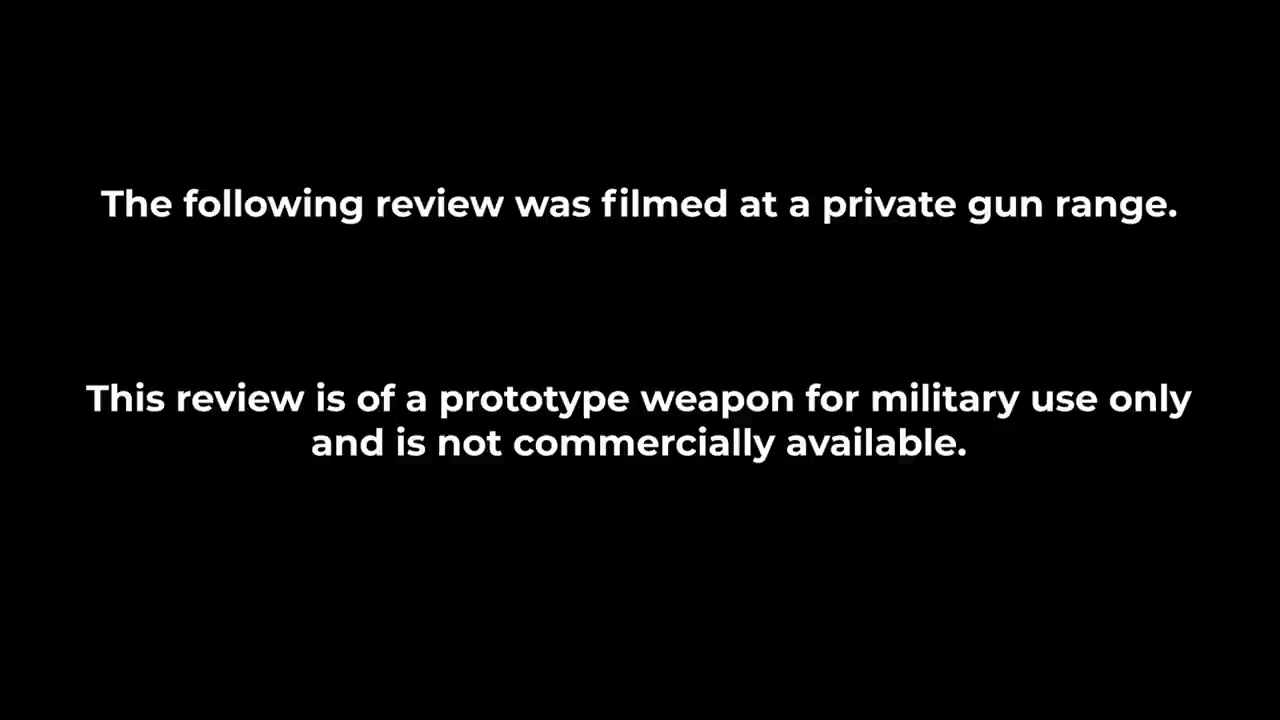 The following review was filmed at a private gun range.
This review is of a prototype weapon for military use only
and is not commercially available.